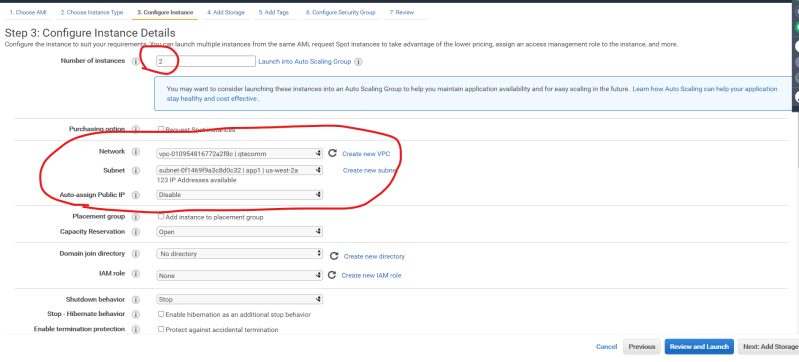 1. Choose AMI 2. Choose Instance Type 3. Configure Instance 4. Add Storage 5. Add Tags 6. Configure Security Group 7. Review
Step 3: Configure Instance Details
Configure the instance to suit your requirements. You can launch multiple instances from the same AMI, request Spot instances to take advantage of the lower pricing, assign an access management role to the instance, and more.
Number of instances 2 Launch into Auto Scaling Group
You may want to consider launching these instances into an Auto Scaling Group to help you maintain application availability and for easy scaling in the future. Learn how Auto Scaling can help your application
stay healthy and cost effective.
Purchasing option Request Spot instances
Network vpc-010954816772a2f8c | qtecomm Create new VPC
Subnet subnet-0f1469f9a3c8d0c32 | app1 | us-west-2a Create new subnet
123 IP Addresses available
Auto-assign Public IP Disable
Placement group Add instance to placement group
Capacity Reservation Open
Domain join directory No directory Create new directory
IAM role None Create new IAM role
Shutdown behavior Stop
Stop - Hibernate behavior Enable hibernation as an additional stop behavior
Enable termination protection Protect against accidental termination
Cancel Previous Review and Launch Next: Add Storage